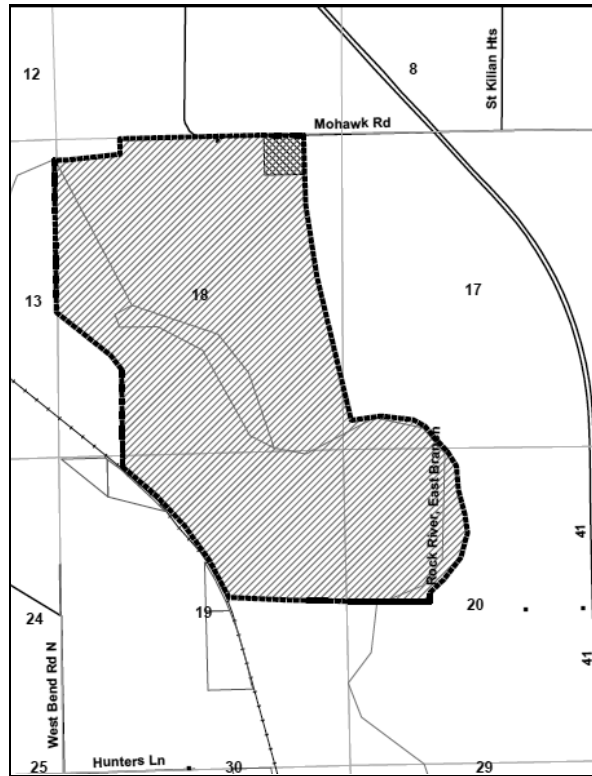 12
8
St Kilian Hts
Mohawk Rd
13
18
17
Rock River, East Branch
41
24
19
20
41
West Bend Rd N
25
Hunters Ln
30
29